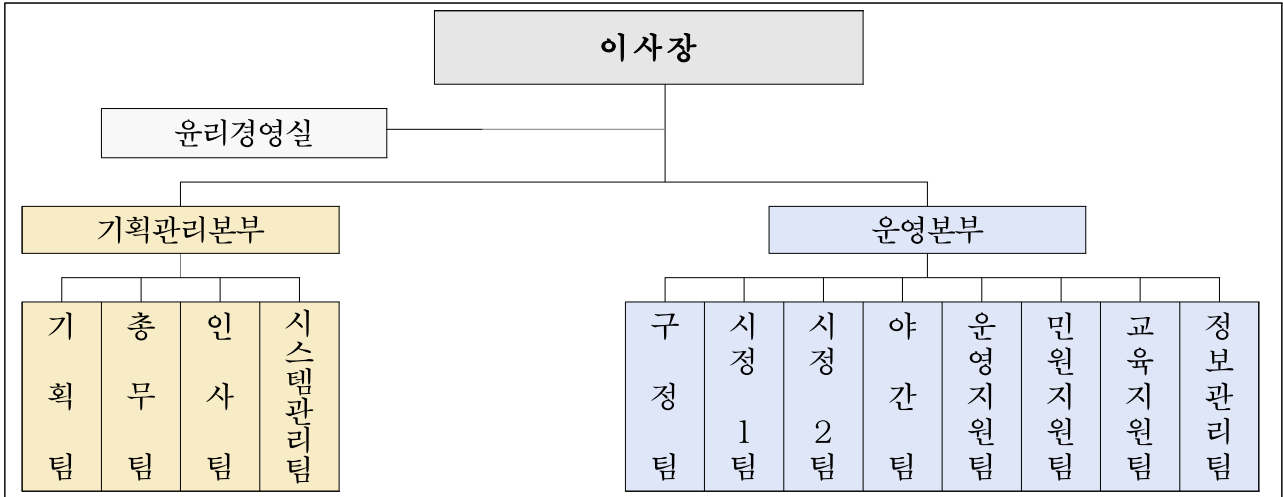 이사장
윤리경영실
기획관리본부
운영본부
기획팀
총무팀
인사팀
시스템관리팀
구정팀
시정 1팀
시정 2팀
야간팀
운영지원팀
민원지원팀
교육지원팀
정보관리팀